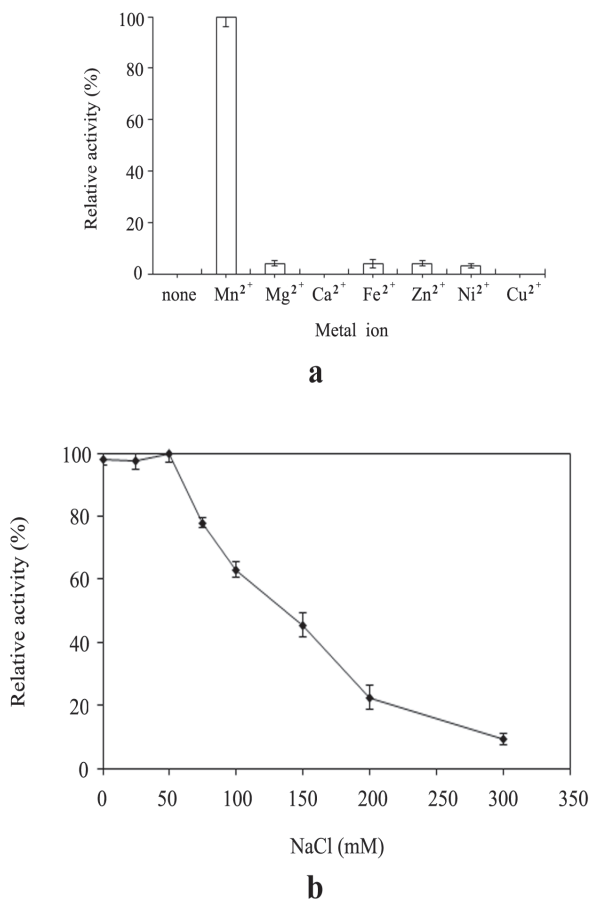 100
80
60
40
20
0
Relative activity (%)
none Mn²⁺ Mg²⁺ Ca²⁺ Fe²⁺ Zn²⁺ Ni²⁺ Cu²⁺
Metal ion
a
100
80
60
40
20
0
Relative activity (%)
0 50 100 150 200 250 300 350
NaCl (mM)
b